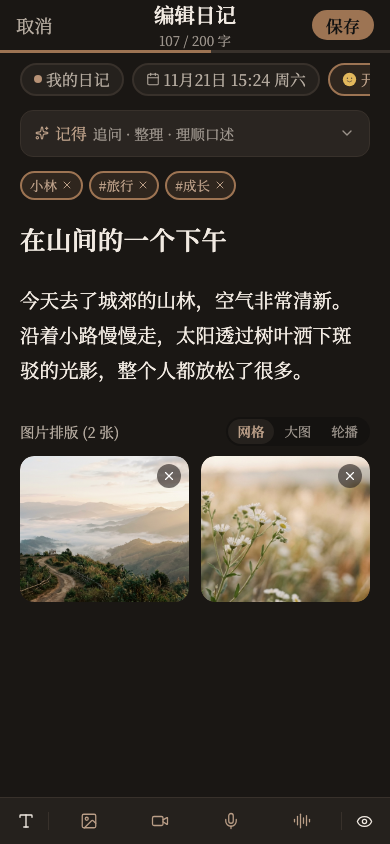 取消
编辑日记
107 / 200 字
保存
我的日记
11月21日 15:24 周六
记得 追问 · 整理 · 理顺口述
小林 ×
#旅行 ×
#成长 ×
在山间的一个下午
今天去了城郊的山林，空气非常清新。
沿着小路慢慢走，太阳透过树叶洒下斑
驳的光影，整个人都放松了很多。
图片排版 (2 张)
网格
大图
轮播
T